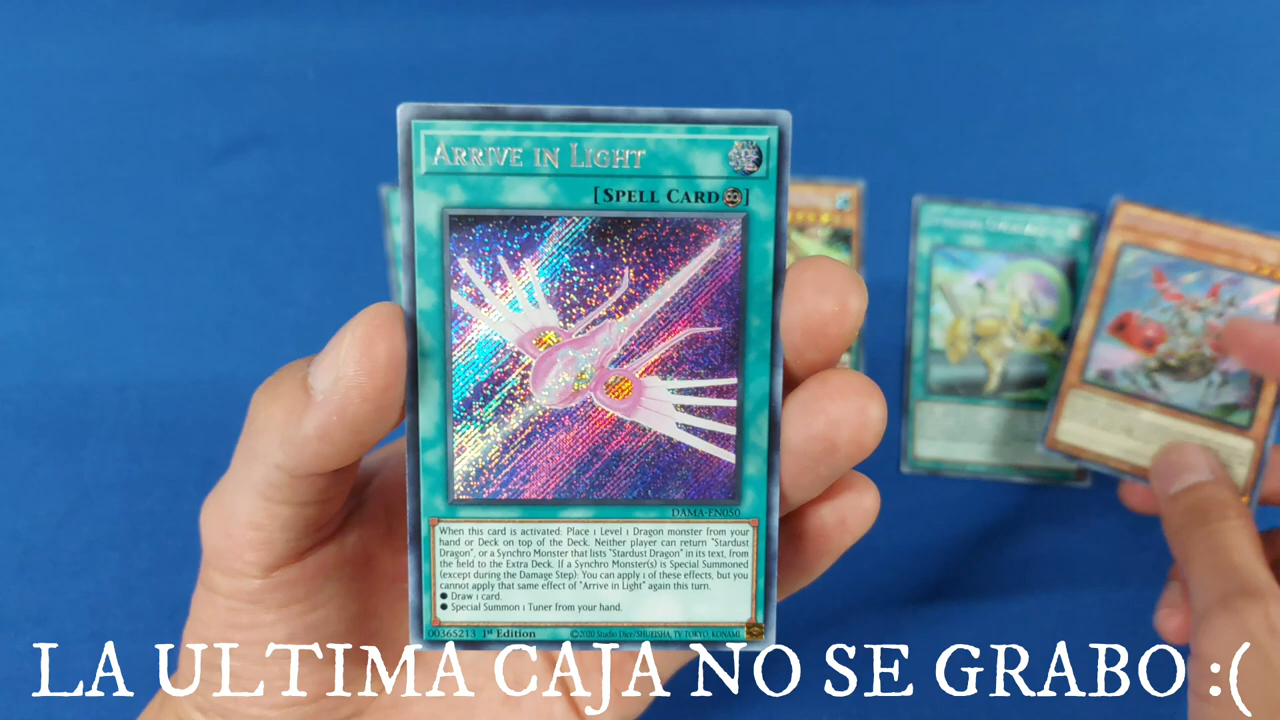 ARRIVE IN LIGHT
[SPELL CARD]
DAMA-EN050
When this card is activated: Place 1 Level 1 Dragon monster from your
hand or Deck on top of the Deck. Neither player can return "Stardust
Dragon", or a Synchro Monster that lists "Stardust Dragon" in its text, from
the field to the Extra Deck. If a Synchro Monster(s) is Special Summoned
(except during the Damage Step): You can apply 1 of these effects, but you
cannot apply that same effect of "Arrive in Light" again this turn.
● Draw 1 card.
● Special Summon 1 Tuner from your hand.
00365213 1st Edition ©2020 Studio Dice/SHUEISHA, TV TOKYO, KONAMI
LA ULTIMA CAJA NO SE GRABO :(